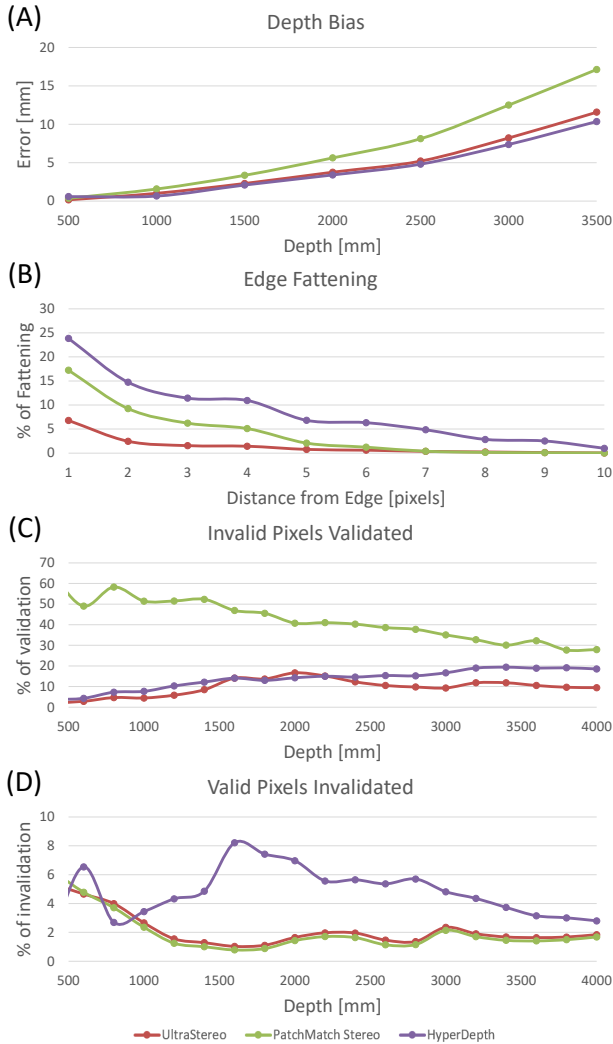 (A)
Depth Bias
Error [mm]
20
15
10
5
0
500 1000 1500 2000 2500 3000 3500
Depth [mm]
(B)
Edge Fattening
% of Fattening
30
25
20
15
10
5
0
1 2 3 4 5 6 7 8 9 10
Distance from Edge [pixels]
(C)
Invalid Pixels Validated
% of validation
70
60
50
40
30
20
10
0
500 1000 1500 2000 2500 3000 3500 4000
Depth [mm]
(D)
Valid Pixels Invalidated
% of invalidation
10
8
6
4
2
0
500 1000 1500 2000 2500 3000 3500 4000
Depth [mm]
UltraStereo PatchMatch Stereo HyperDepth